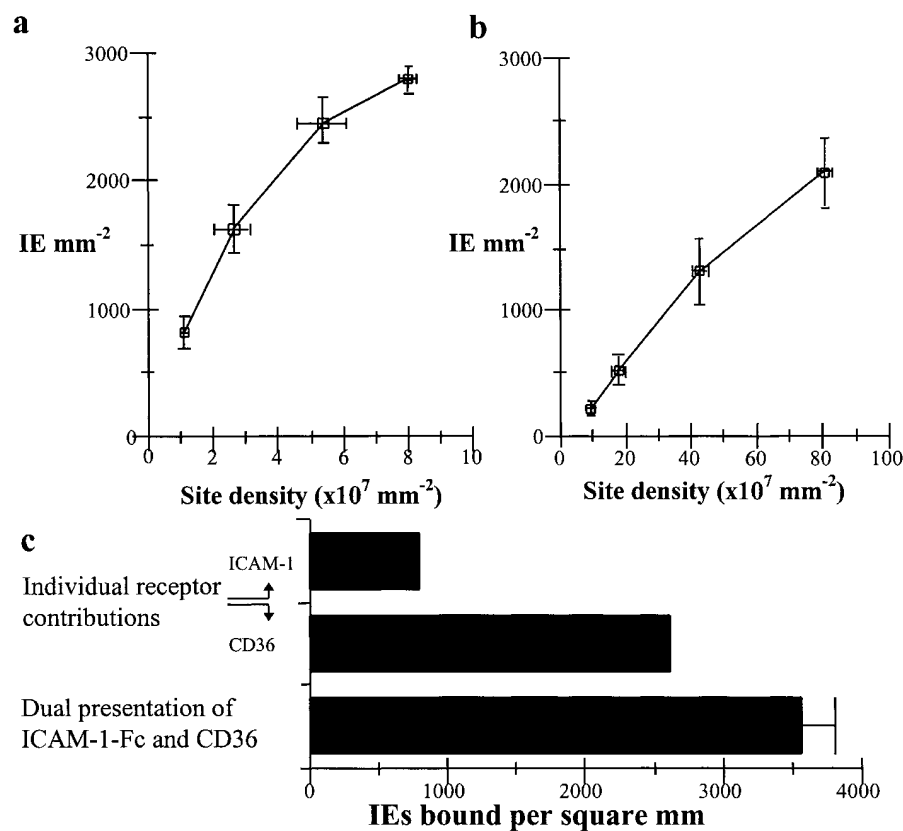 a
3000
2000
IE mm-2
1000
0
0 2 4 6 8 10
Site density (x10⁷ mm⁻²)
b
3000
2000
IE mm-2
1000
0
0 20 40 60 80 100
Site density (x10⁷ mm⁻²)
c
ICAM-1
Individual receptor
contributions
CD36
Dual presentation of
ICAM-1-Fc and CD36
0 1000 2000 3000 4000
IEs bound per square mm